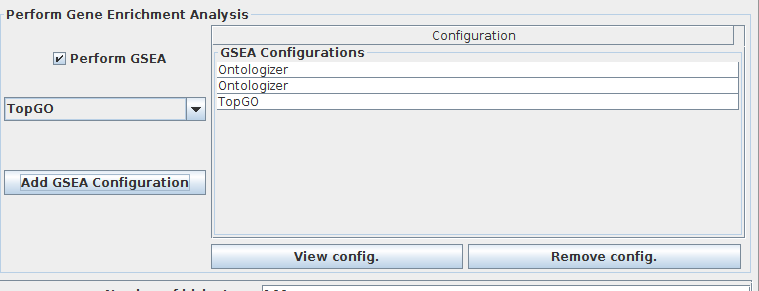 Perform Gene Enrichment Analysis
Configuration
Perform GSEA
GSEA Configurations
Ontologizer
Ontologizer
TopGO
TopGO
Add GSEA Configuration
View config.
Remove config.